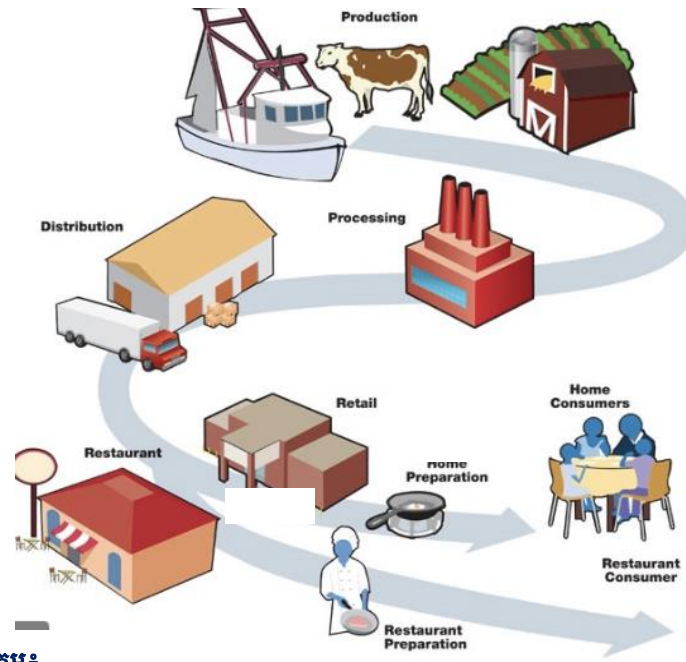 Production
Processing
Distribution
Retail
Home
Consumers
Restaurant
Home
Preparation
Restaurant
Consumer
Restaurant
Preparation